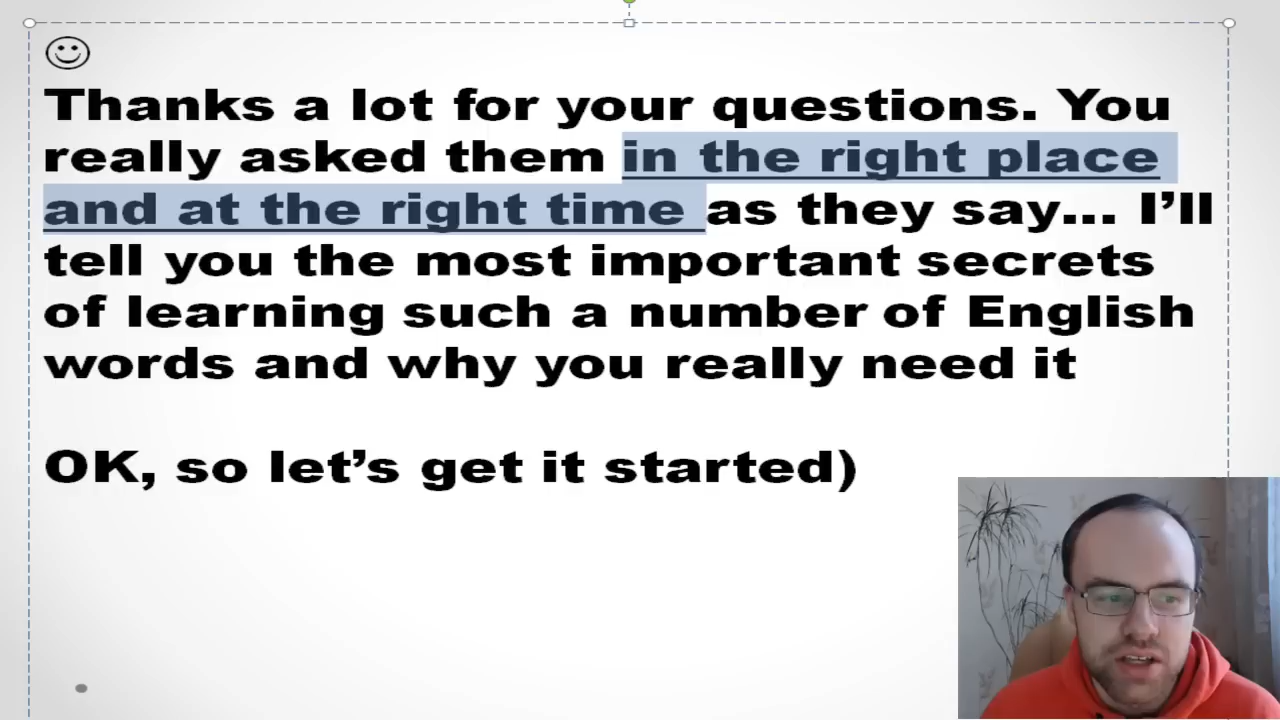 Thanks a lot for your questions. You
really asked them in the right place
and at the right time as they say... I’ll
tell you the most important secrets
of learning such a number of English
words and why you really need it
OK, so let’s get it started)